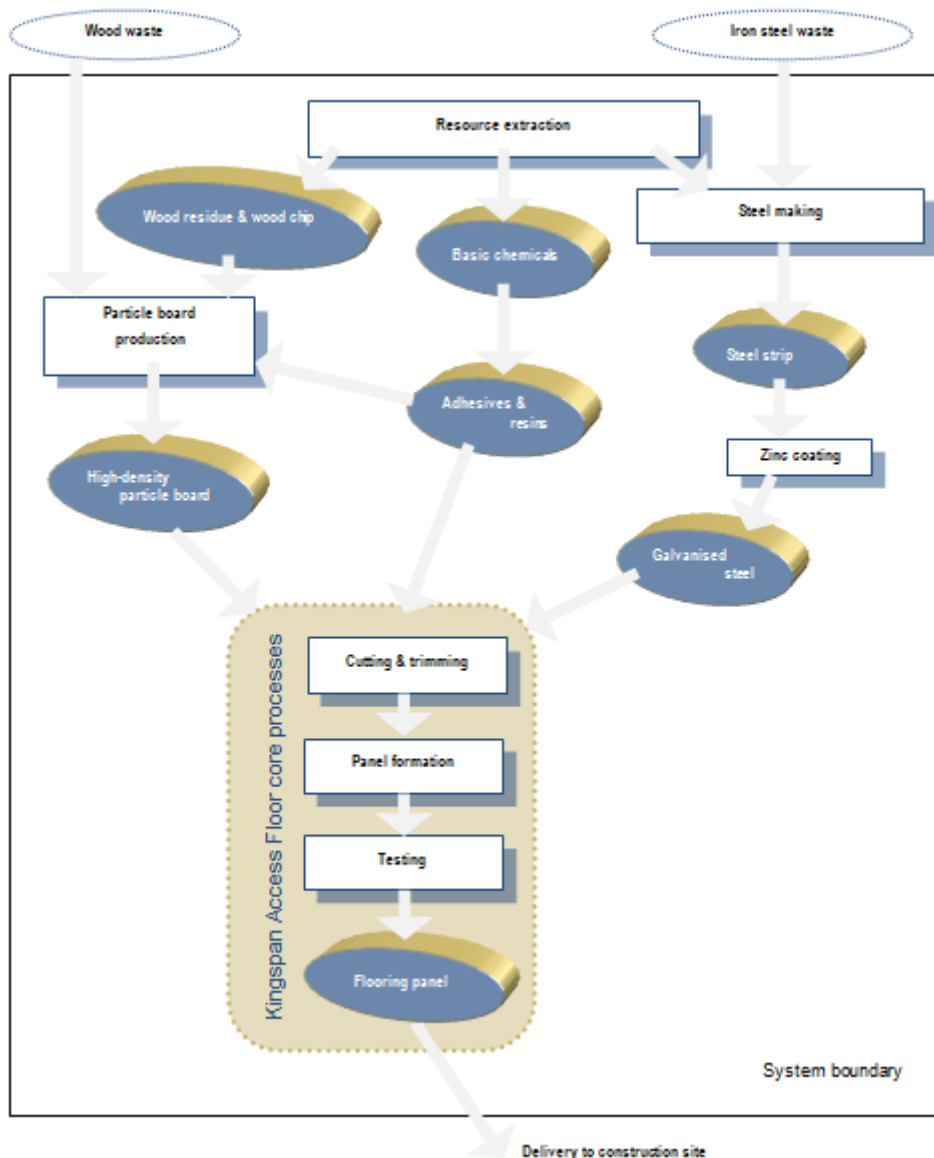 Wood waste
Iron steel waste
Resource extraction
Wood residue & wood chip
Basic chemicals
Steel making
Particle board
production
Steel strip
Adhesives &
resins
Zinc coating
High-density
particle board
Galvanised
steel
Kingspan Access Floor core processes
Cutting & trimming
Panel formation
Testing
Flooring panel
System boundary
Delivery to construction site